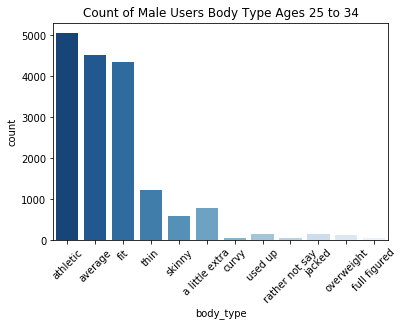 Count of Male Users Body Type Ages 25 to 34
count
5000
4000
3000
2000
1000
0
athletic
average
fit
thin
skinny
a little extra
curvy
used up
rather not say
jacked
overweight
full figured
body_type